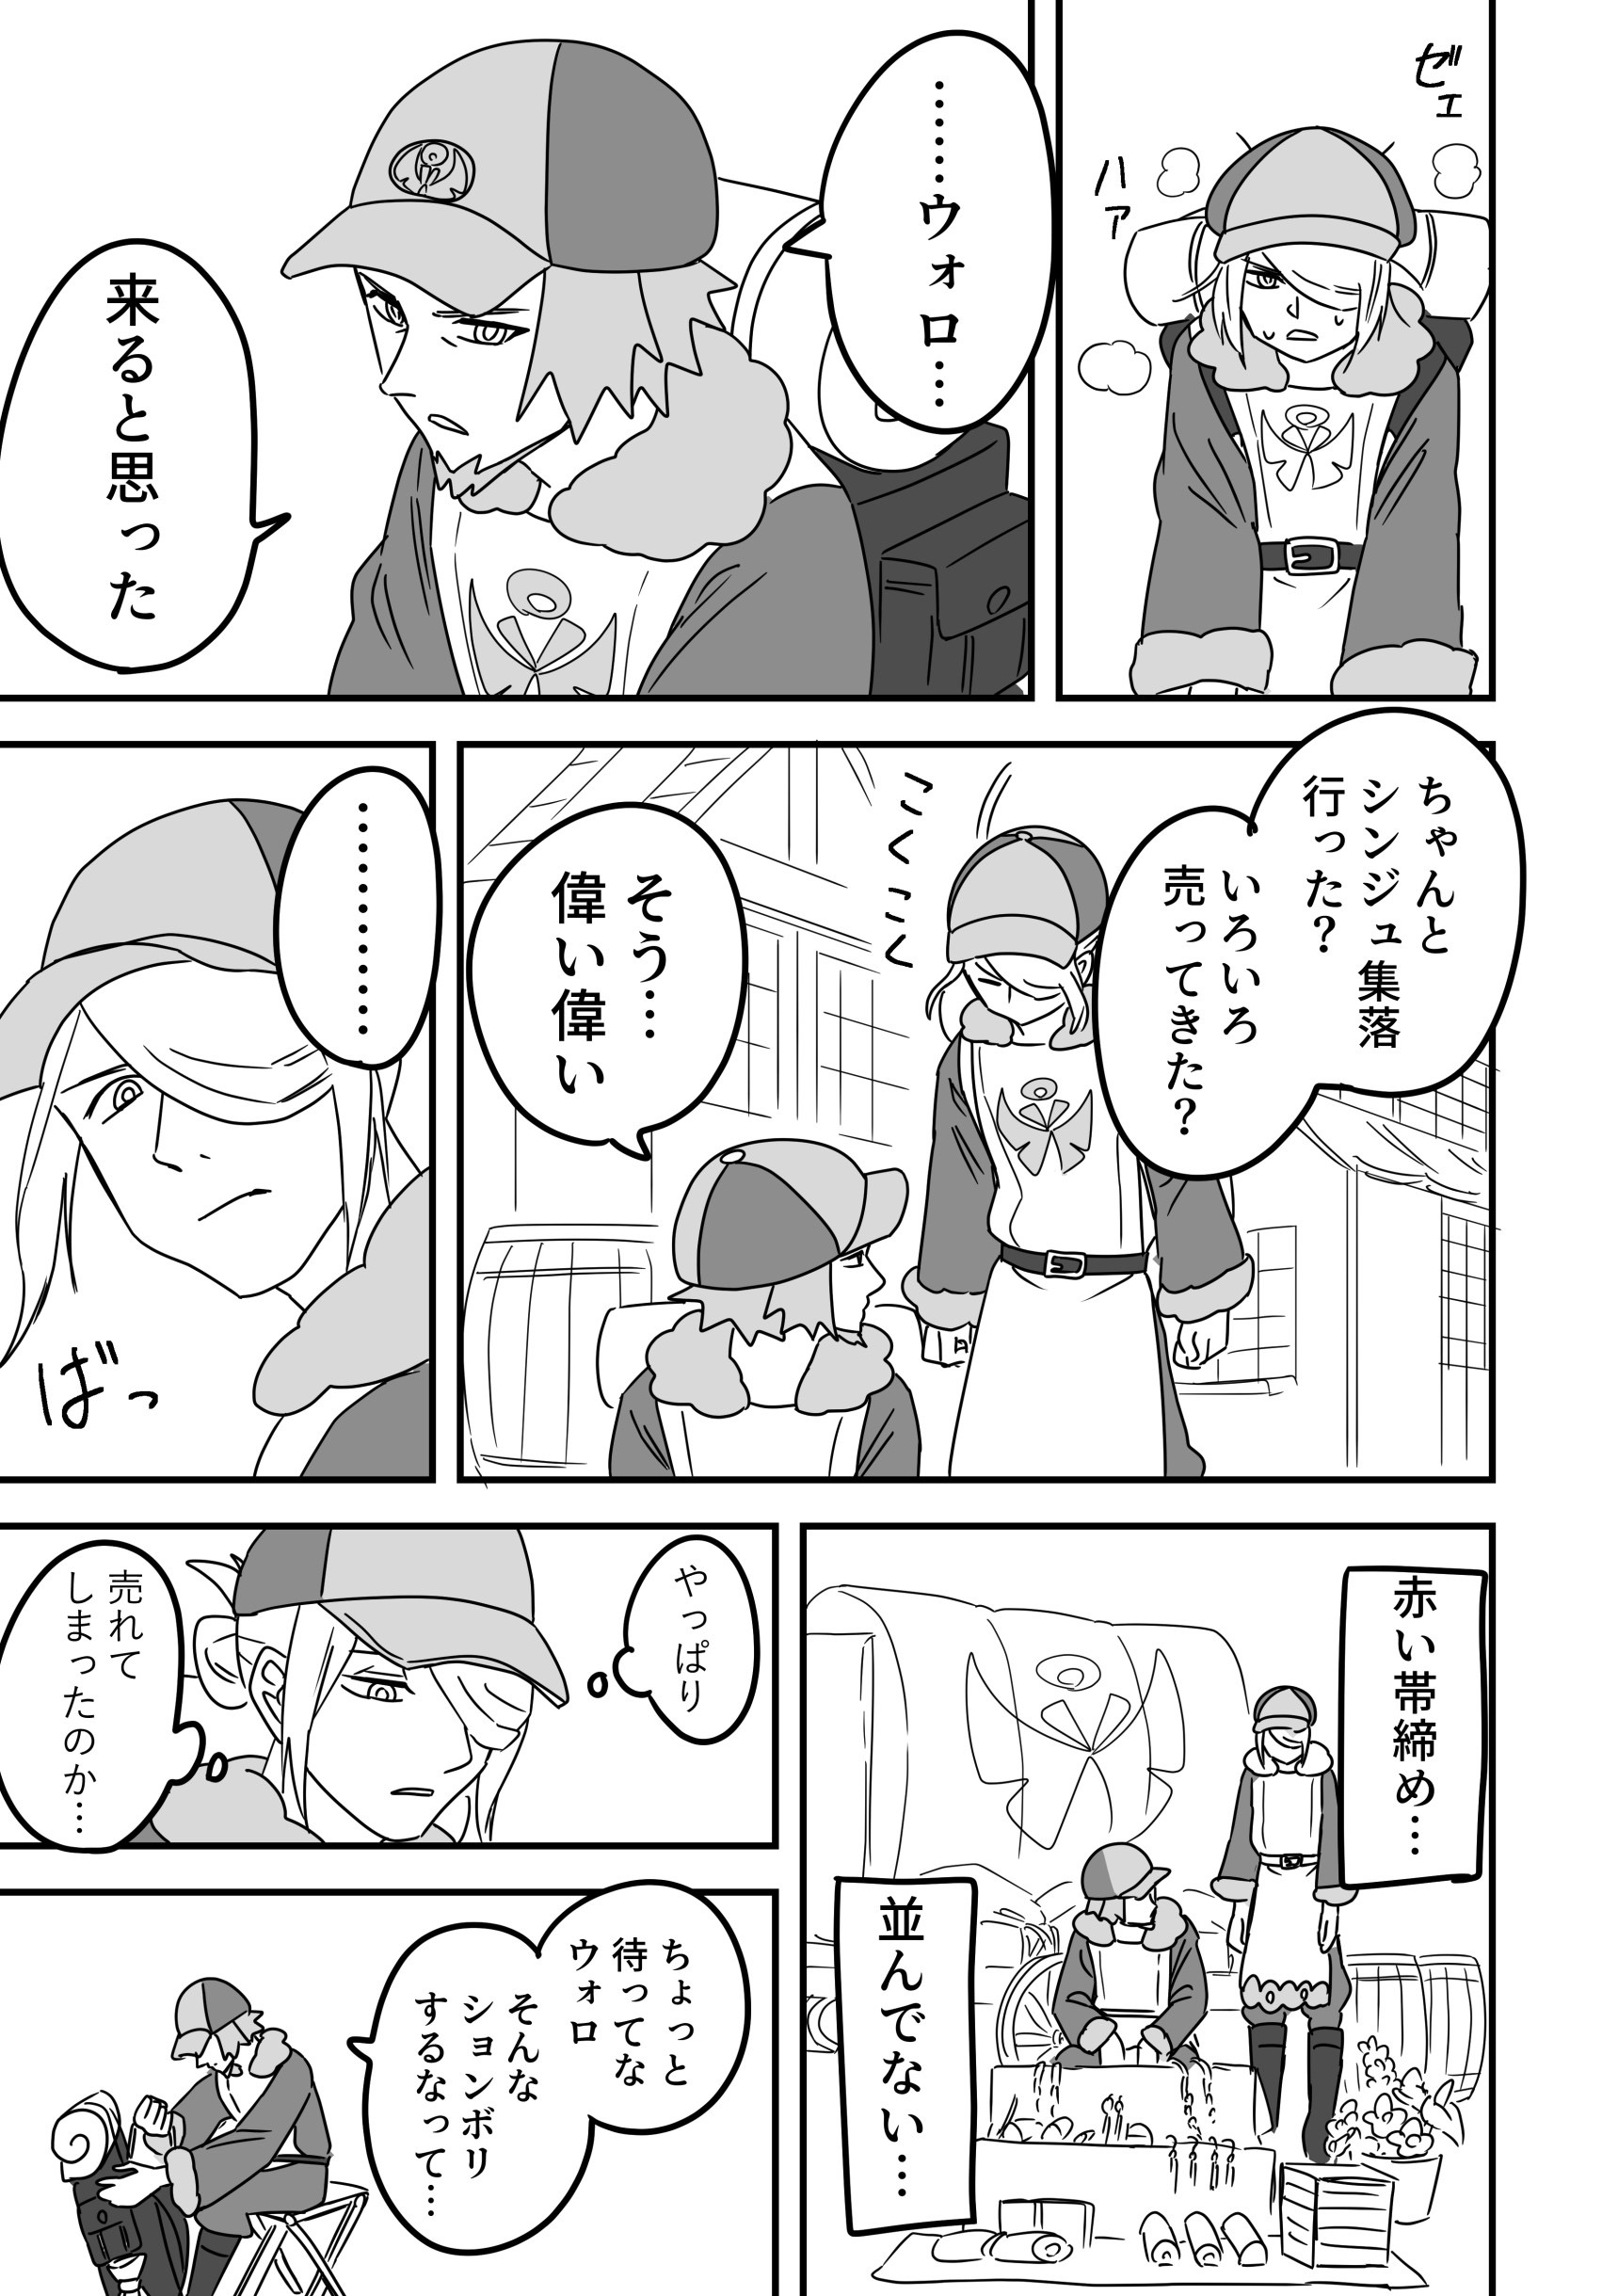 ゼェ
ハァ
………ウォロ…
来ると思った
ちゃんと
シンジュ集落
行った?
いろいろ
売ってきた?
こくこく
そう…
偉い偉い
…………
ばっ
赤い帯締め…
並んでない…
やっぱり
売れて
しまったのか…
ちょっと
待ってな
ウォロ
そんな
ションボリ
するなって…